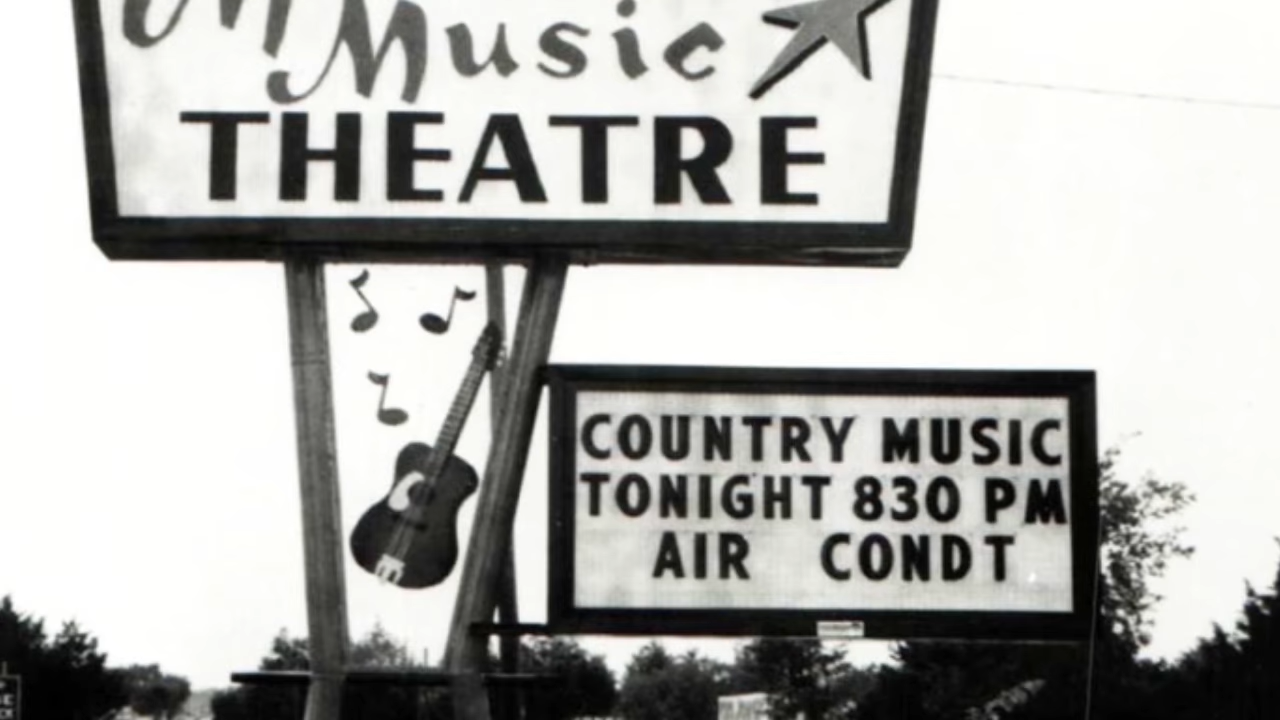 Music
THEATRE
COUNTRY MUSIC
TONIGHT 830 PM
AIR CONDT